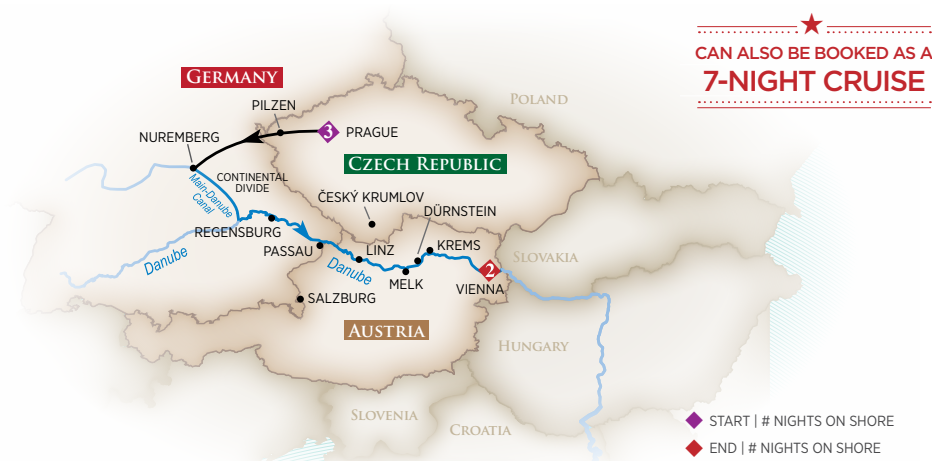 CAN ALSO BE BOOKED AS A
7-NIGHT CRUISE
GERMANY
POLAND
PILZEN
3
PRAGUE
NUREMBERG
CZECH REPUBLIC
CONTINENTAL
DIVIDE
Main-Danube
Canal
ČESKÝ KRUMLOV
DÜRNSTEIN
REGENSBURG
KREMS
PASSAU
LINZ
SLOVAKIA
Danube
Danube
2
MELK
VIENNA
SALZBURG
AUSTRIA
HUNGARY
SLOVENIA
CROATIA
START | # NIGHTS ON SHORE
END | # NIGHTS ON SHORE